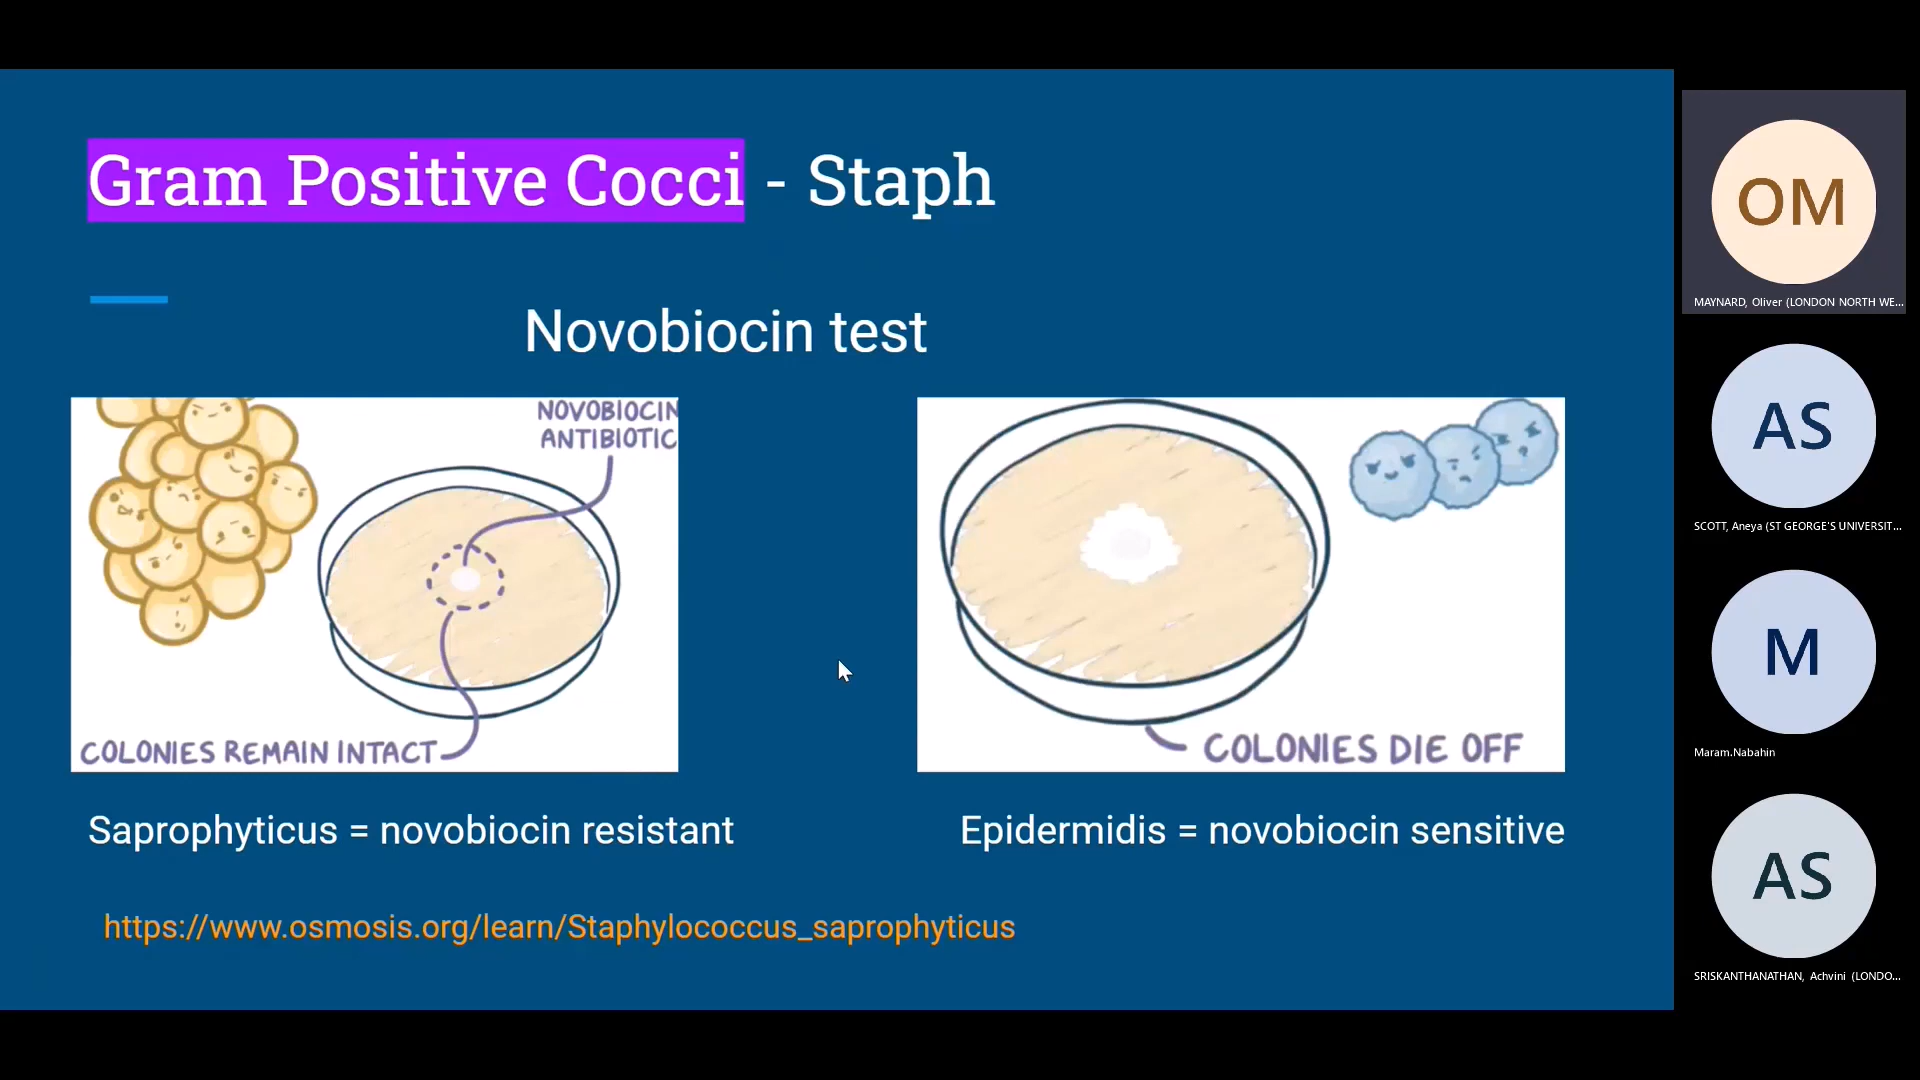 Gram Positive Cocci - Staph
Novobiocin test
NOVOBIOCIN
ANTIBIOTIC
COLONIES REMAIN INTACT
COLONIES DIE OFF
Saprophyticus = novobiocin resistant
Epidermidis = novobiocin sensitive
https://www.osmosis.org/learn/Staphylococcus_saprophyticus
OM
MAYNARD, Oliver (LONDON NORTH WE...
AS
SCOTT, Aneya (ST GEORGE'S UNIVERSIT...
M
Maram.Nabahin
AS
SRISKANTHANATHAN, Achvini (LONDO...